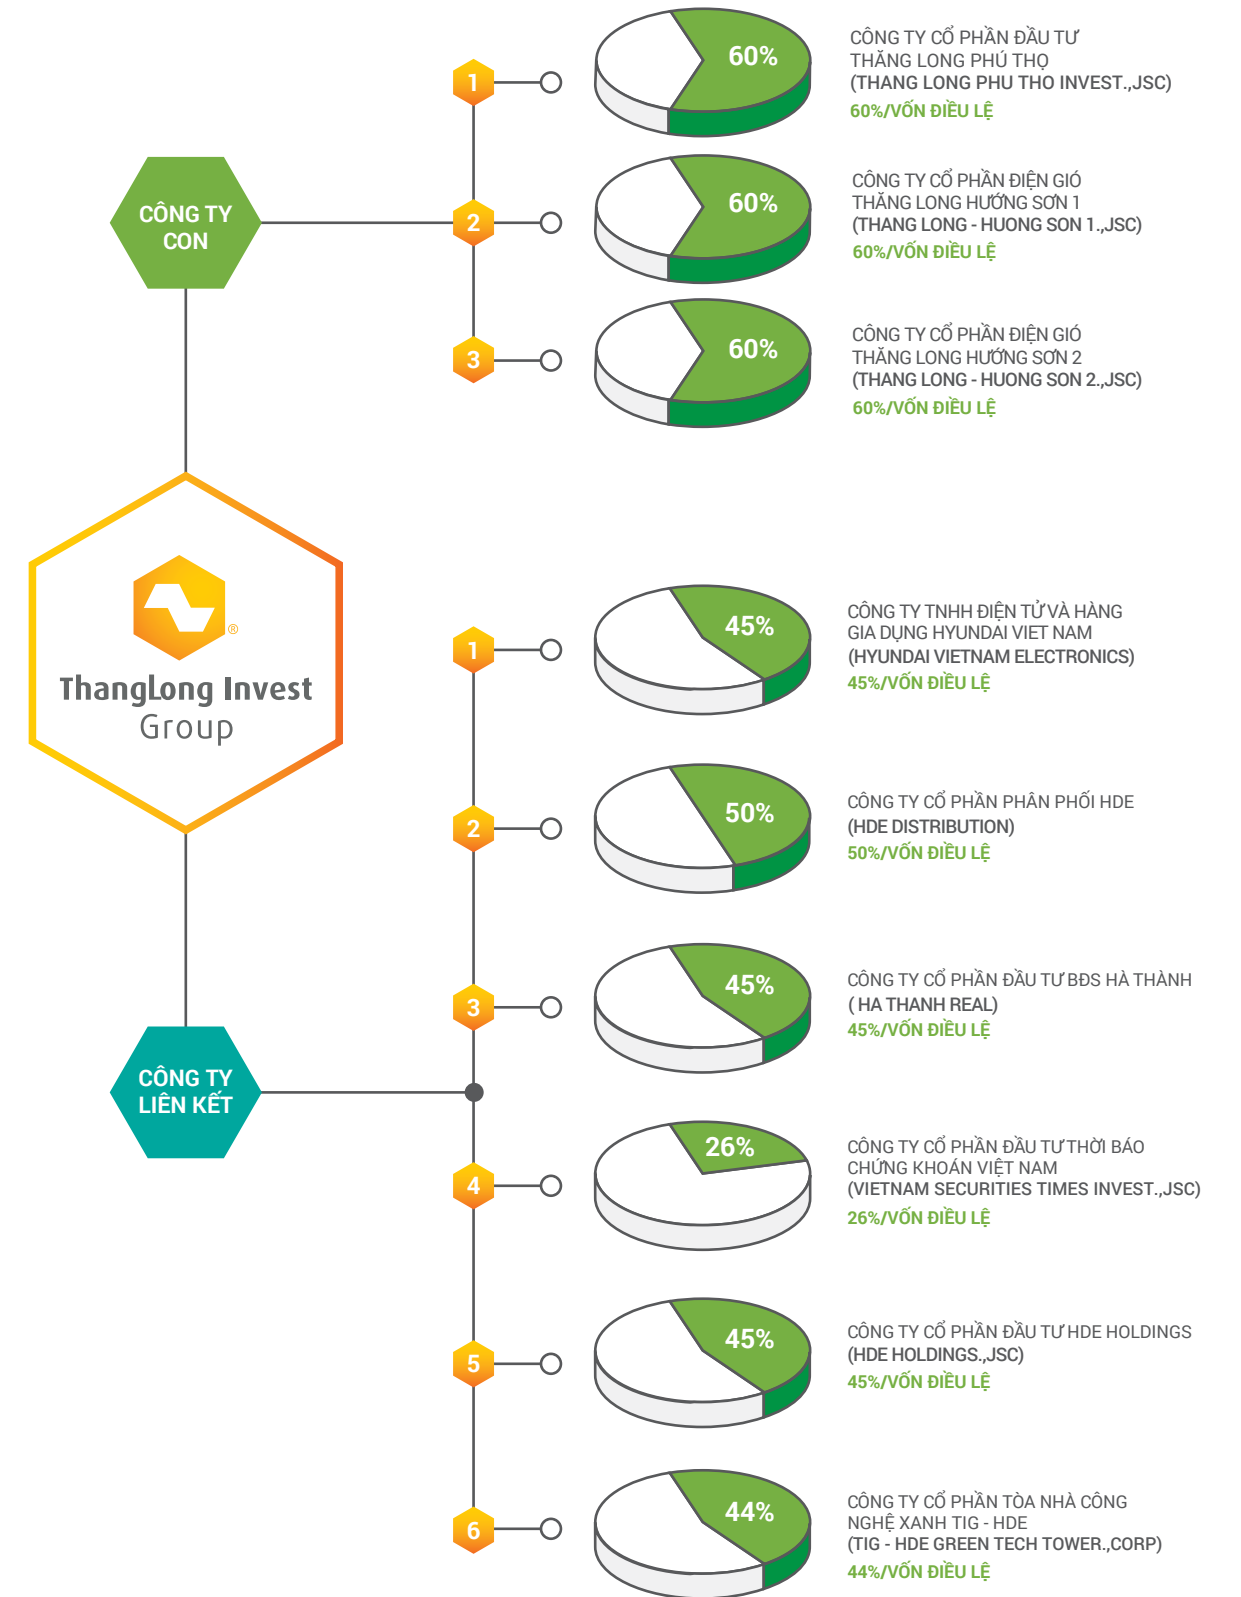 CÔNG TY
CON
1
60%
CÔNG TY CỔ PHẦN ĐẦU TƯ
THĂNG LONG PHÚ THỌ
(THANG LONG PHU THO INVEST.,JSC)
60%/VỐN ĐIỀU LỆ
2
60%
CÔNG TY CỔ PHẦN ĐIỆN GIÓ
THĂNG LONG HƯỚNG SƠN 1
(THANG LONG - HUONG SON 1.,JSC)
60%/VỐN ĐIỀU LỆ
3
60%
CÔNG TY CỔ PHẦN ĐIỆN GIÓ
THĂNG LONG HƯỚNG SƠN 2
(THANG LONG - HUONG SON 2.,JSC)
60%/VỐN ĐIỀU LỆ
®
ThangLong Invest
Group
CÔNG TY
LIÊN KẾT
1
45%
CÔNG TY TNHH ĐIỆN TỬ VÀ HÀNG
GIA DỤNG HYUNDAI VIET NAM
(HYUNDAI VIETNAM ELECTRONICS)
45%/VỐN ĐIỀU LỆ
2
50%
CÔNG TY CỔ PHẦN PHÂN PHỐI HDE
(HDE DISTRIBUTION)
50%/VỐN ĐIỀU LỆ
3
45%
CÔNG TY CỔ PHẦN ĐẦU TƯ BĐS HÀ THÀNH
( HA THANH REAL)
45%/VỐN ĐIỀU LỆ
4
26%
CÔNG TY CỔ PHẦN ĐẦU TƯ THỜI BÁO
CHỨNG KHOÁN VIỆT NAM
(VIETNAM SECURITIES TIMES INVEST.,JSC)
26%/VỐN ĐIỀU LỆ
5
45%
CÔNG TY CỔ PHẦN ĐẦU TƯ HDE HOLDINGS
(HDE HOLDINGS.,JSC)
45%/VỐN ĐIỀU LỆ
6
44%
CÔNG TY CỔ PHẦN TÒA NHÀ CÔNG
NGHỆ XANH TIG - HDE
(TIG - HDE GREEN TECH TOWER.,CORP)
44%/VỐN ĐIỀU LỆ